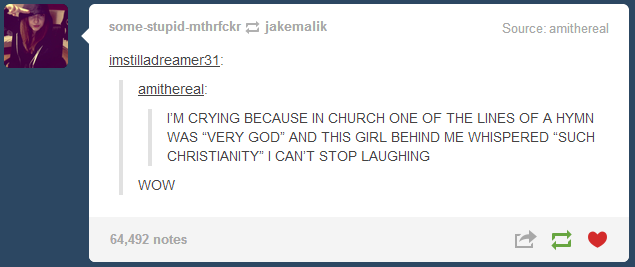 some-stupid-mthrfckr jakemalik
Source: amithereal
imstilladreamer31:
amithereal:
I'M CRYING BECAUSE IN CHURCH ONE OF THE LINES OF A HYMN
WAS “VERY GOD” AND THIS GIRL BEHIND ME WHISPERED “SUCH
CHRISTIANITY” I CAN'T STOP LAUGHING
WOW
64,492 notes